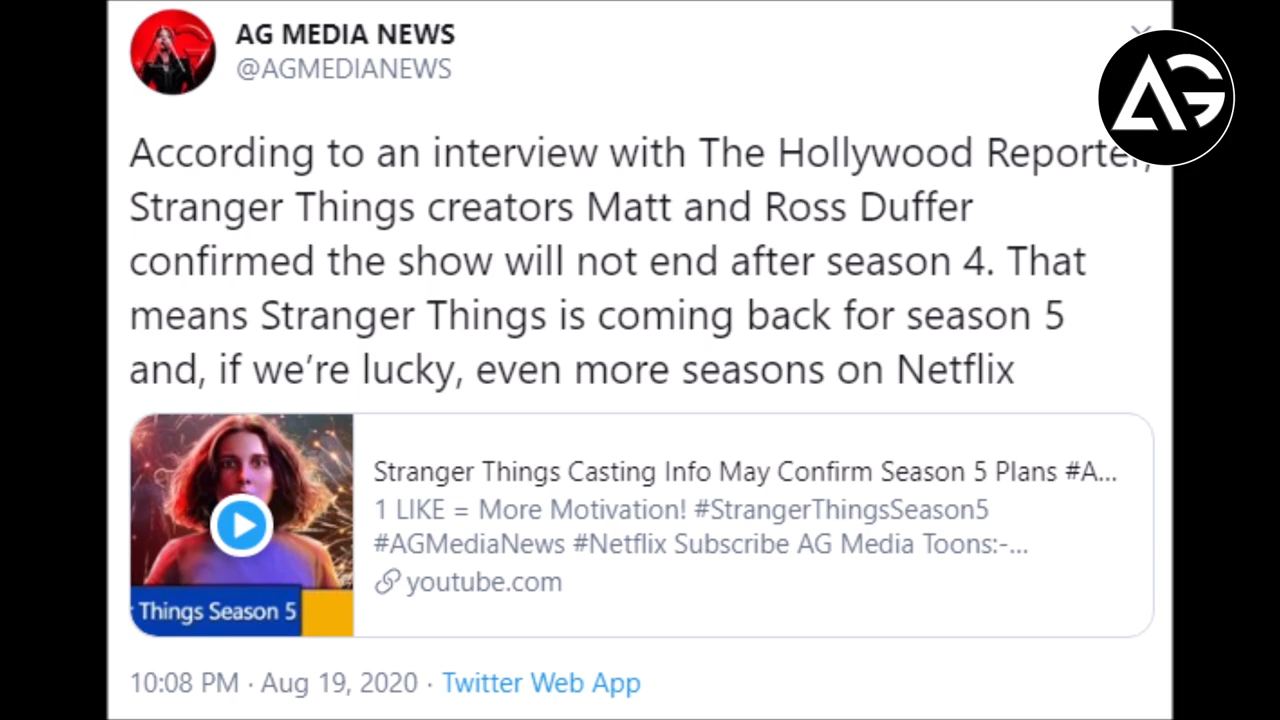 AG MEDIA NEWS
@AGMEDIANEWS
AG
According to an interview with The Hollywood Reporter,
Stranger Things creators Matt and Ross Duffer
confirmed the show will not end after season 4. That
means Stranger Things is coming back for season 5
and, if we’re lucky, even more seasons on Netflix
Stranger Things Casting Info May Confirm Season 5 Plans #A...
1 LIKE = More Motivation! #StrangerThingsSeason5
#AGMediaNews #Netflix Subscribe AG Media Toons:-...
youtube.com
Things Season 5
10:08 PM · Aug 19, 2020 · Twitter Web App